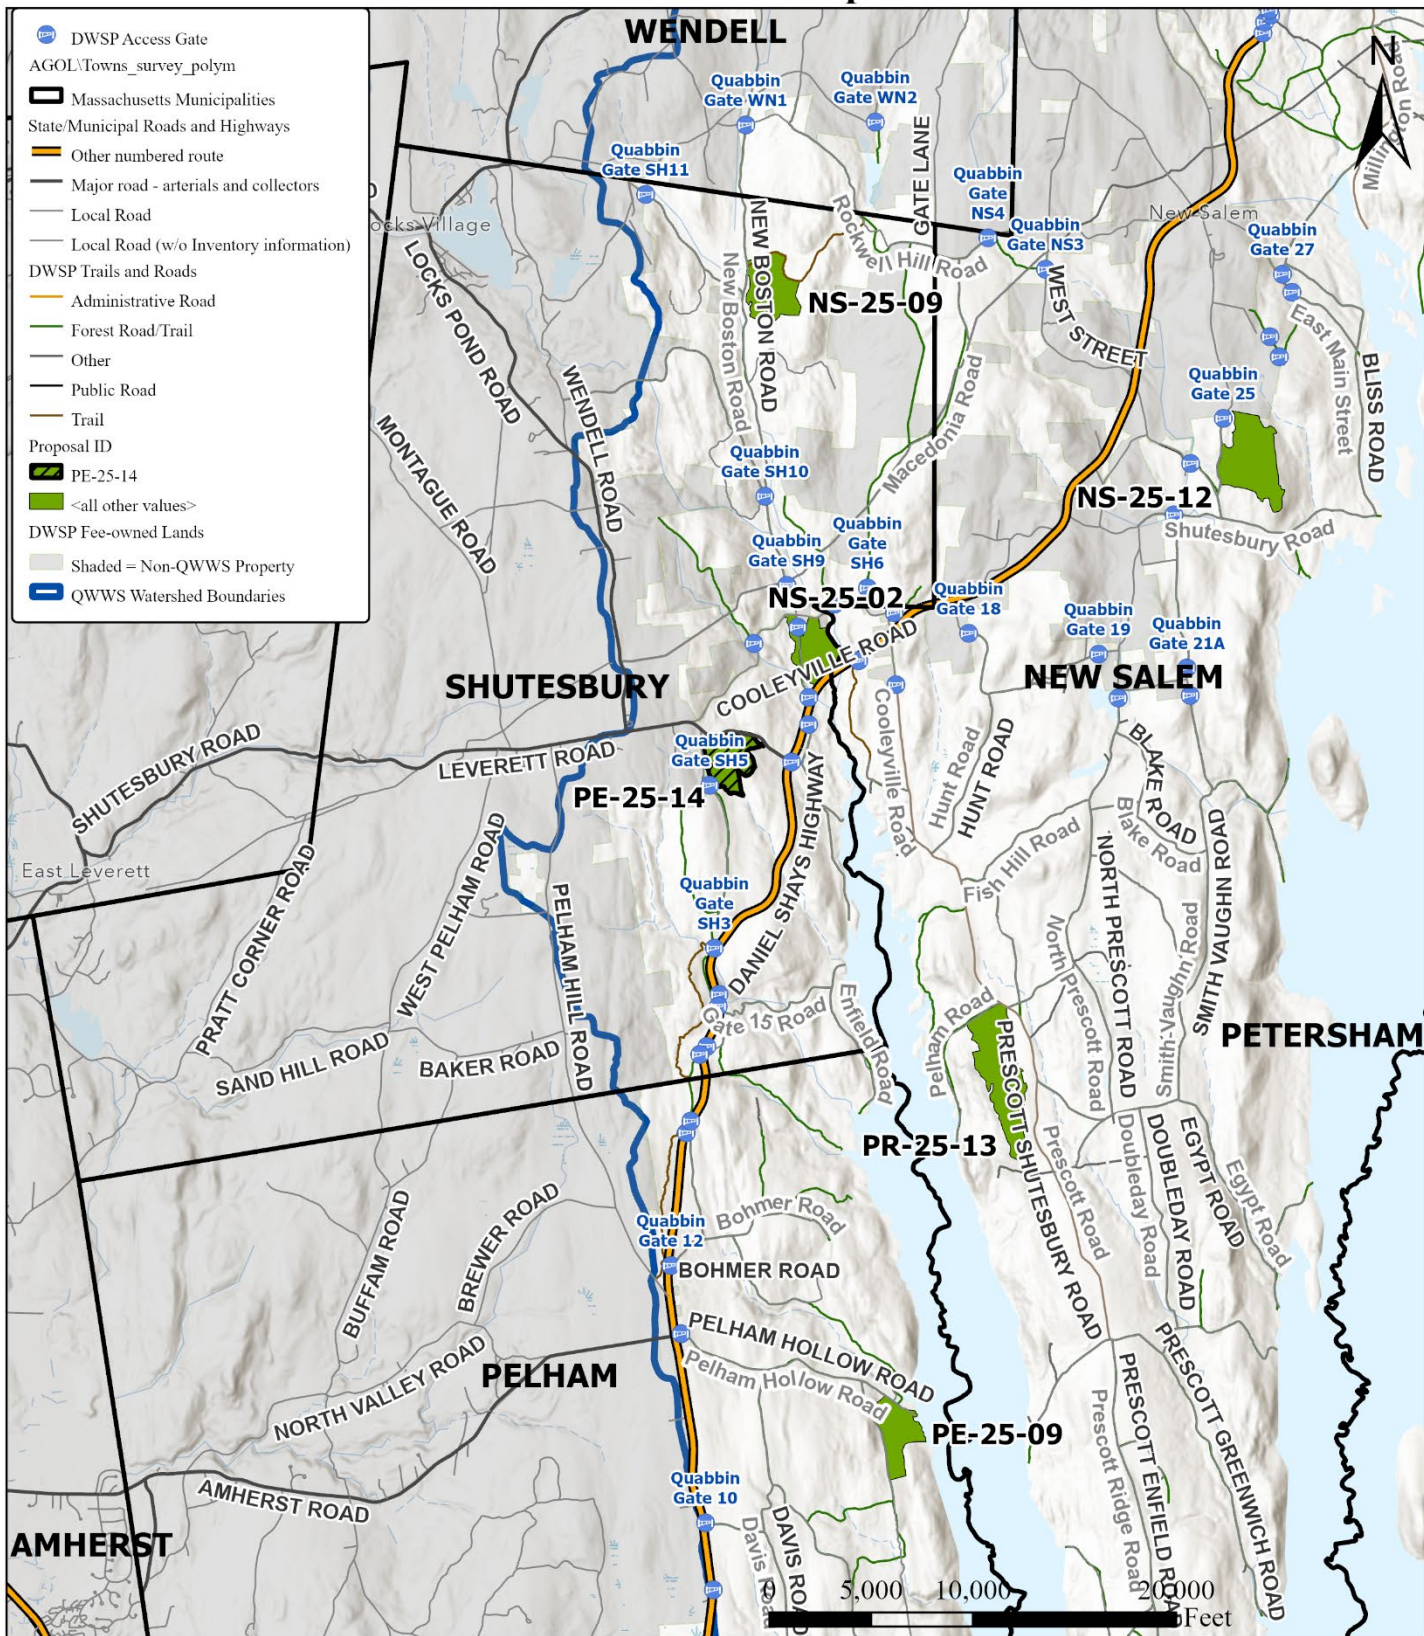 DWSP Access Gate
AGOL\Towns_survey_polym
Massachusetts Municipalities
State/Municipal Roads and Highways
Other numbered route
Major road - arterials and collectors
Local Road
Local Road (w/o Inventory information)
DWSP Trails and Roads
Administrative Road
Forest Road/Trail
Other
Public Road
Trail
Proposal ID
PE-25-14
<all other values>
DWSP Fee-owned Lands
Shaded = Non-QWWS Property
QWWS Watershed Boundaries
WENDELL
N
Millington Road
Quabbin
Gate WN1
Quabbin
Gate WN2
Quabbin
Gate SH11
GATE LANE
Quabbin
Gate
NS4
Quabbin
Gate NS3
New Salem
Quabbin
Gate 27
ocks Village
LOCKS POND ROAD
NEW BOSTON ROAD
New Boston Road
Rockwell Hill Road
NS-25-09
WEST STREET
East Main Street
BLISS ROAD
WENDELL ROAD
MONTAGUE ROAD
Macedonia Road
Quabbin
Gate 25
Quabbin
Gate SH10
NS-25-12
Shutesbury Road
Quabbin
Gate SH9
Quabbin
Gate
SH6
NS-25-02
Quabbin
Gate 18
Quabbin
Gate 19
Quabbin
Gate 21A
SHUTESBURY
COOLEYVILLE ROAD
NEW SALEM
SHUTESBURY ROAD
LEVERETT ROAD
Quabbin
Gate SH5
PE-25-14
Cooleyville Road
Hunt Road
HUNT ROAD
BLAKE ROAD
Blake Road
DANIEL SHAYS HIGHWAY
East Leverett
PRATT CORNER ROAD
WEST PELHAM ROAD
PELHAM HILL ROAD
Quabbin
Gate
SH3
Fish Hill Road
NORTH PRESCOTT ROAD
North Prescott Road
Smith-Vaughn Road
SMITH VAUGHN ROAD
Gate 15 Road
Enfield Road
Pelham Road
PETERSHAM
SAND HILL ROAD
BAKER ROAD
PR-25-13
PRESCOTT SHUTESBURY ROAD
Prescott Road
Doubleday Road
DOUBLEDAY ROAD
EGYPT ROAD
Egypt Road
BUFFAM ROAD
BREWER ROAD
Quabbin
Gate 12
Bohmer Road
BOHMER ROAD
NORTH VALLEY ROAD
PELHAM
PELHAM HOLLOW ROAD
Pelham Hollow Road
PE-25-09
Prescott Ridge Road
PRESCOTT ENFIELD ROAD
PRESCOTT GREENWICH ROAD
AMHERST ROAD
Quabbin
Gate 10
AMHERST
Davis Road
DAVIS ROAD
0 5,000 10,000 20,000
Feet